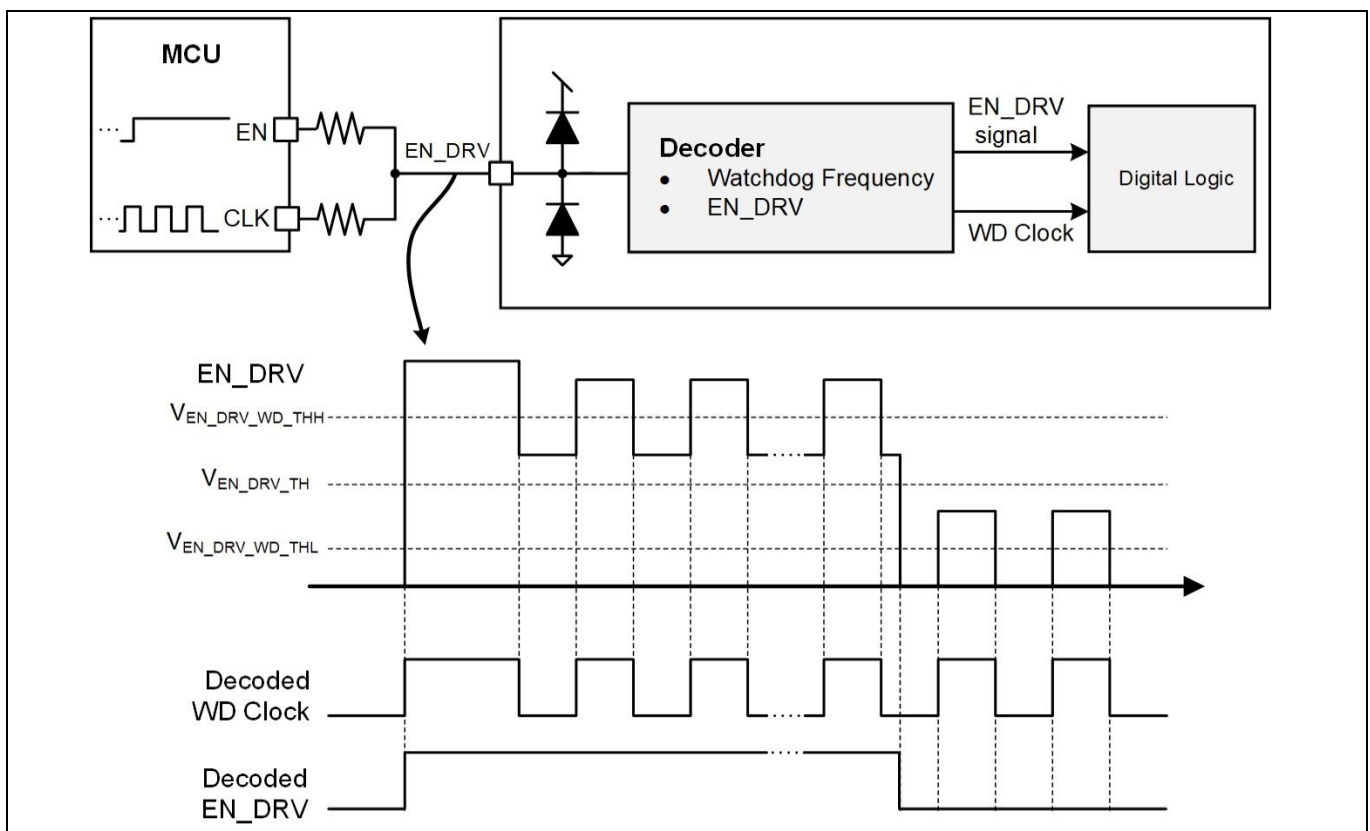 MCU
EN
CLK
EN_DRV
Decoder
• Watchdog Frequency
• EN_DRV
EN_DRV
signal
WD Clock
Digital Logic
EN_DRV
VEN_DRV_WD_THH
VEN_DRV_TH
VEN_DRV_WD_THL
Decoded
WD Clock
Decoded
EN_DRV